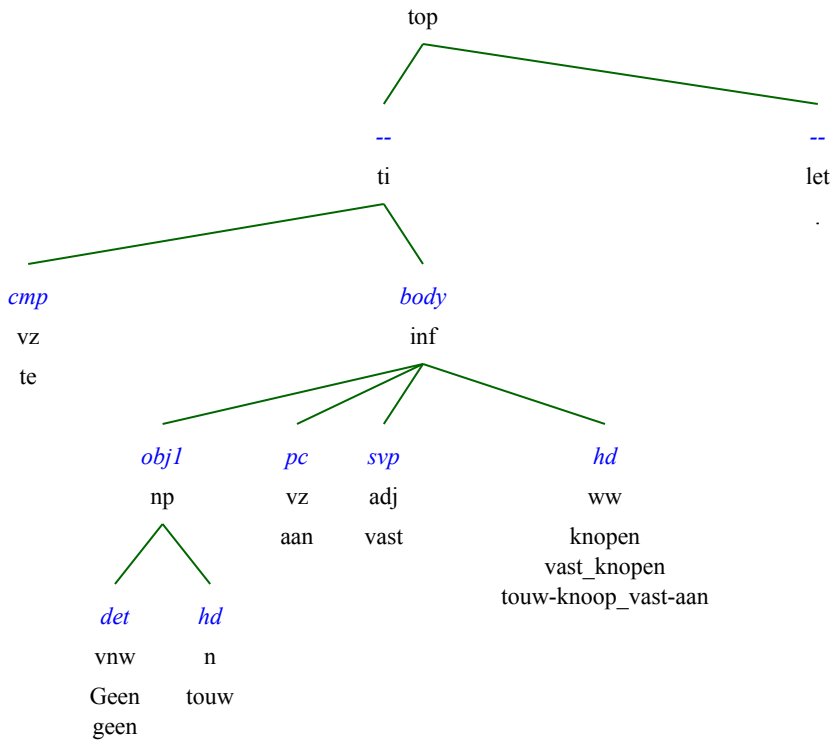 top
-- --
ti let
.
cmp body
vz inf
te
obj1 pc svp hd
np vz adj ww
aan vast knopen
vast_knopen
touw-knoop_vast-aan
det hd
vnw n
Geen touw
geen